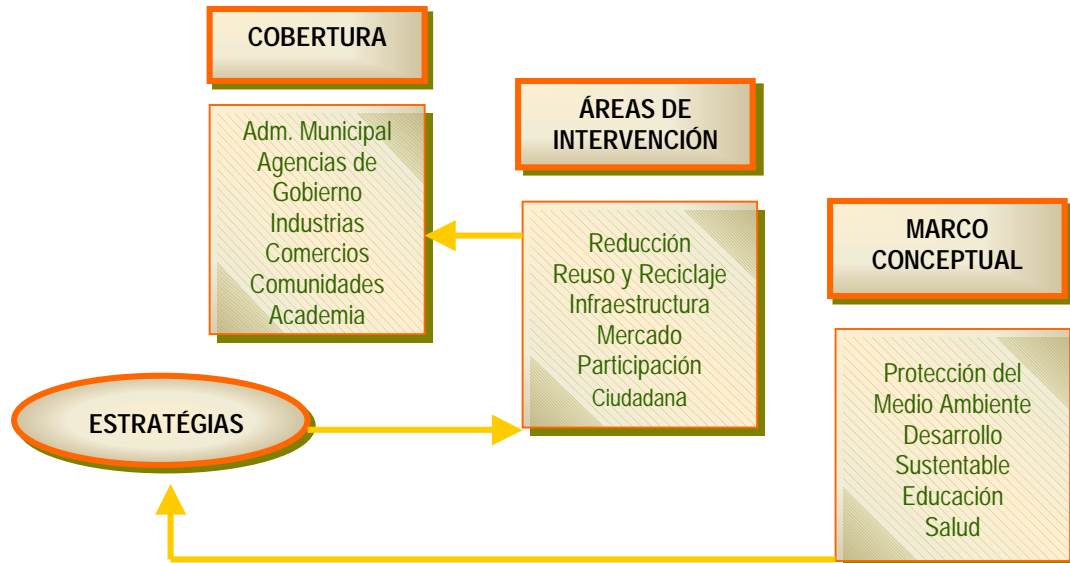 COBERTURA
Adm. Municipal
Agencias de
Gobierno
Industrias
Comercios
Comunidades
Academia
ÁREAS DE
INTERVENCIÓN
Reducción
Reuso y Reciclaje
Infraestructura
Mercado
Participación
Ciudadana
MARCO
CONCEPTUAL
Protección del
Medio Ambiente
Desarrollo
Sustentable
Educación
Salud
ESTRATÉGIAS